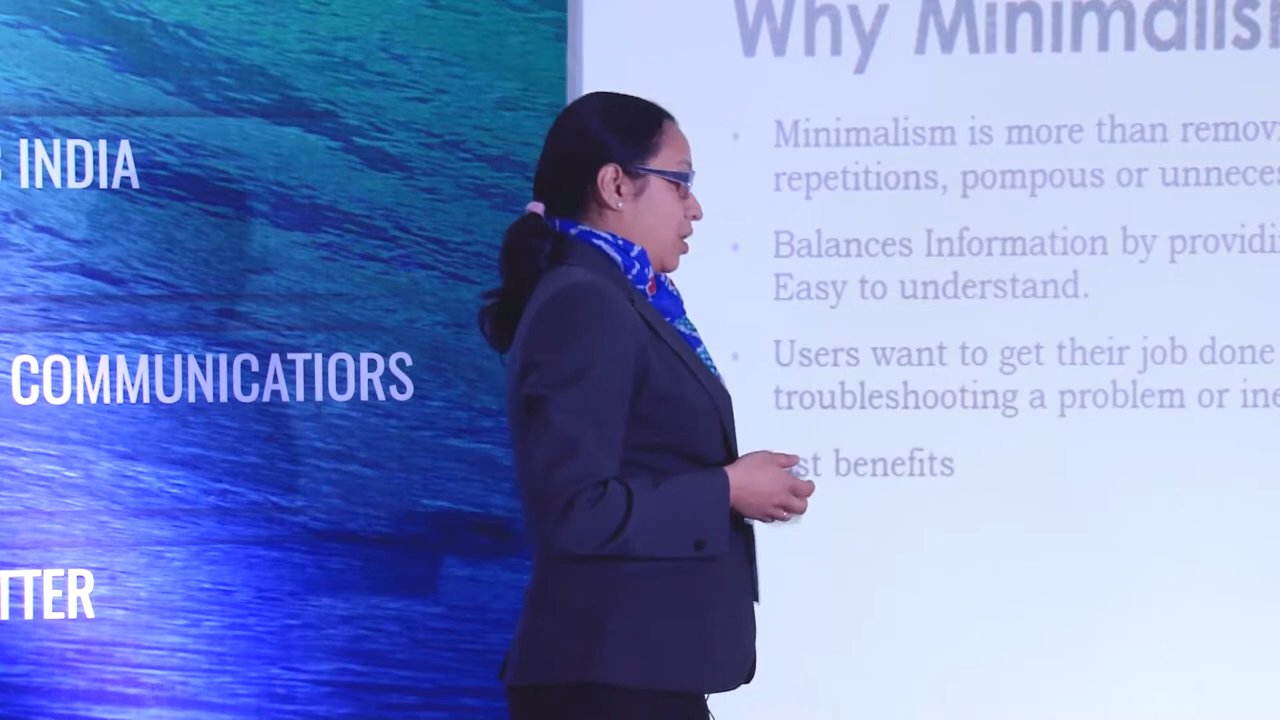 INDIA
COMMUNICATIORS
TTER
Why Minimalis
Minimalism is more than remov
repetitions, pompous or unneces
Balances Information by providi
Easy to understand.
Users want to get their job done
troubleshooting a problem or ine
st benefits